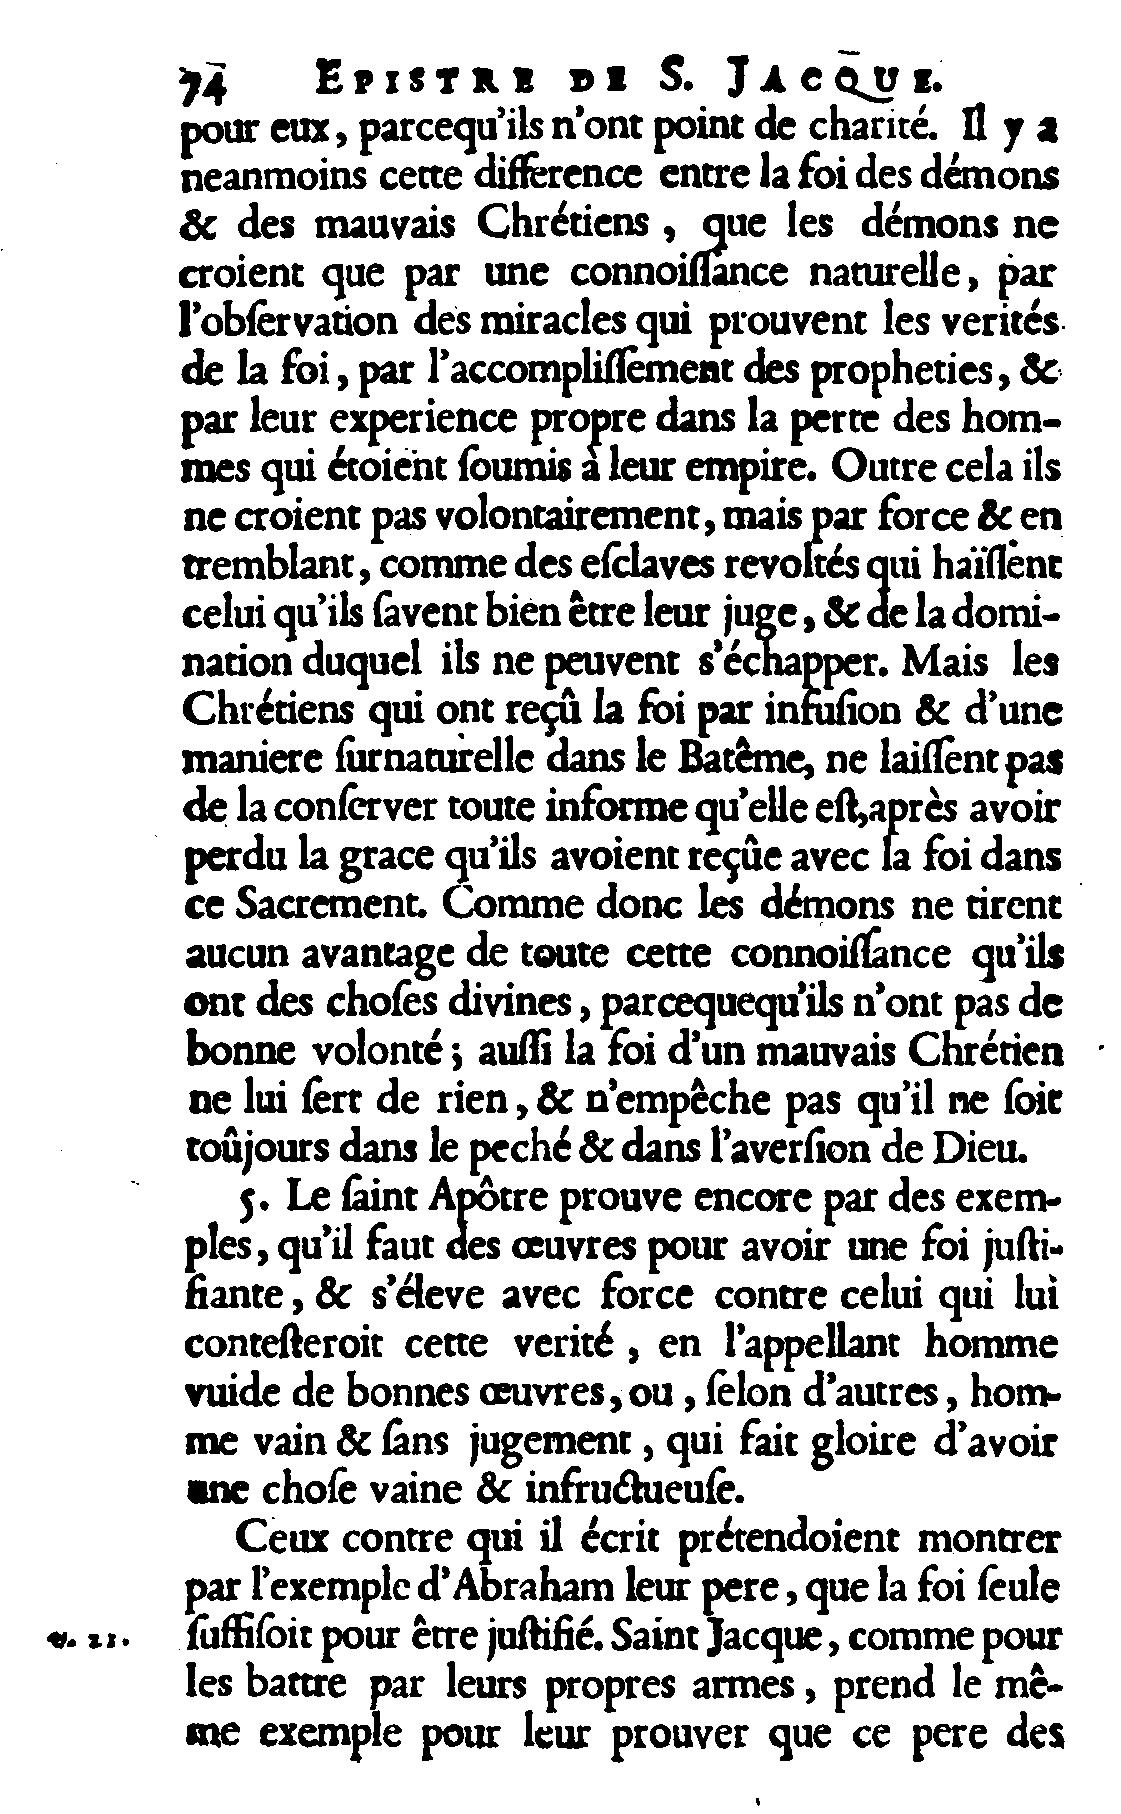 74 EPISTRE DE S. JACQUE.
pour eux, parcequ'ils n'ont point de charité. Il y a
neanmoins cette difference entre la foi des démons
& des mauvais Chrétiens, que les démons ne
croient que par une connoiſſance naturelle, par
l'obſervation des miracles qui prouvent les verités
de la foi, par l'accompliſſement des propheties, &
par leur experience propre dans la perte des hom-
mes qui étoient ſoumis à leur empire. Outre cela ils
ne croient pas volontairement, mais par force & en
tremblant, comme des eſclaves revoltés qui haïſſent
celui qu'ils ſavent bien être leur juge, & de la domi-
nation duquel ils ne peuvent s'échapper. Mais les
Chrétiens qui ont reçû la foi par infuſion & d'une
maniere ſurnaturelle dans le Batême, ne laiſſent pas
de la conſerver toute informe qu'elle eſt, après avoir
perdu la grace qu'ils avoient reçûe avec la foi dans
ce Sacrement. Comme donc les démons ne tirent
aucun avantage de toute cette connoiſſance qu'ils
ont des choſes divines, parcequequ'ils n'ont pas de
bonne volonté; auſſi la foi d'un mauvais Chrétien
ne lui ſert de rien, & n'empêche pas qu'il ne ſoit
toûjours dans le peché & dans l'averſion de Dieu.
5. Le ſaint Apôtre prouve encore par des exem-
ples, qu'il faut des œuvres pour avoir une foi juſti-
fiante, & s'éleve avec force contre celui qui lui
conteſteroit cette verité, en l'appellant homme
vuide de bonnes œuvres, ou, ſelon d'autres, hom-
me vain & ſans jugement, qui fait gloire d'avoir
une choſe vaine & infructueuſe.
Ceux contre qui il écrit prétendoient montrer
par l'exemple d'Abraham leur pere, que la foi ſeule
v. 21. ſuffiſoit pour être juſtifié. Saint Jacque, comme pour
les battre par leurs propres armes, prend le mê-
me exemple pour leur prouver que ce pere des